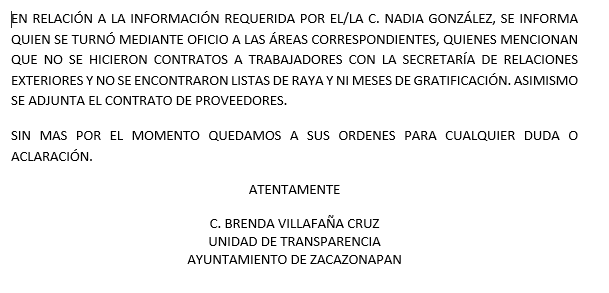 EN RELACIÓN A LA INFORMACIÓN REQUERIDA POR EL/LA C. NADIA GONZÁLEZ, SE INFORMA
QUIEN SE TURNÓ MEDIANTE OFICIO A LAS ÁREAS CORRESPONDIENTES, QUIENES MENCIONAN
QUE NO SE HICIERON CONTRATOS A TRABAJADORES CON LA SECRETARÍA DE RELACIONES
EXTERIORES Y NO SE ENCONTRARON LISTAS DE RAYA Y NI MESES DE GRATIFICACIÓN. ASIMISMO
SE ADJUNTA EL CONTRATO DE PROVEEDORES.
SIN MAS POR EL MOMENTO QUEDAMOS A SUS ORDENES PARA CUALQUIER DUDA O
ACLARACIÓN.
ATENTAMENTE
C. BRENDA VILLAFAÑA CRUZ
UNIDAD DE TRANSPARENCIA
AYUNTAMIENTO DE ZACAZONAPAN